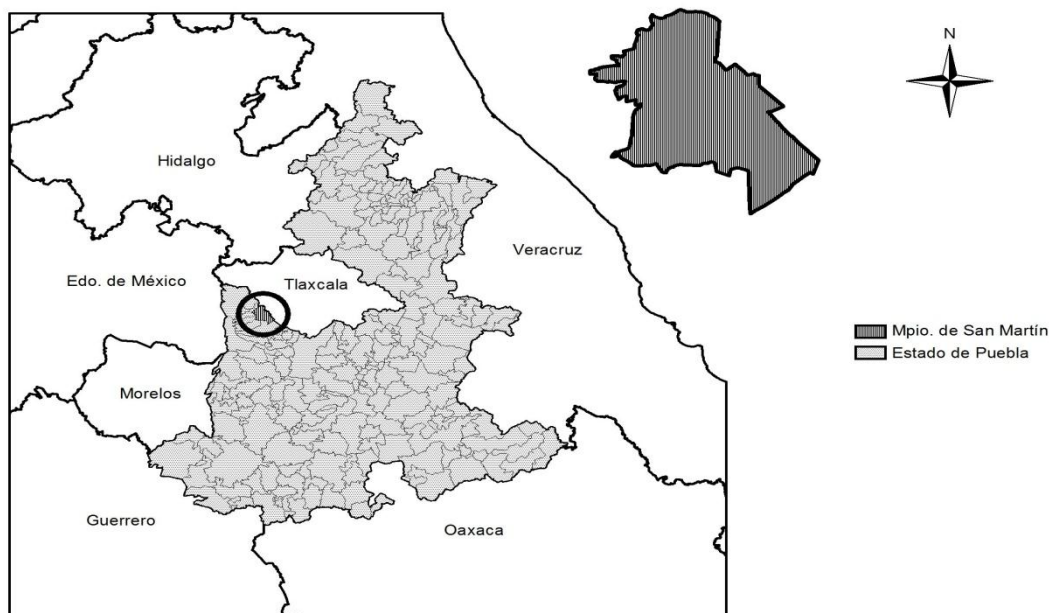 N
Hidalgo
Veracruz
Edo. de México
Tlaxcala
Mpio. de San Martín
Estado de Puebla
Morelos
Guerrero
Oaxaca